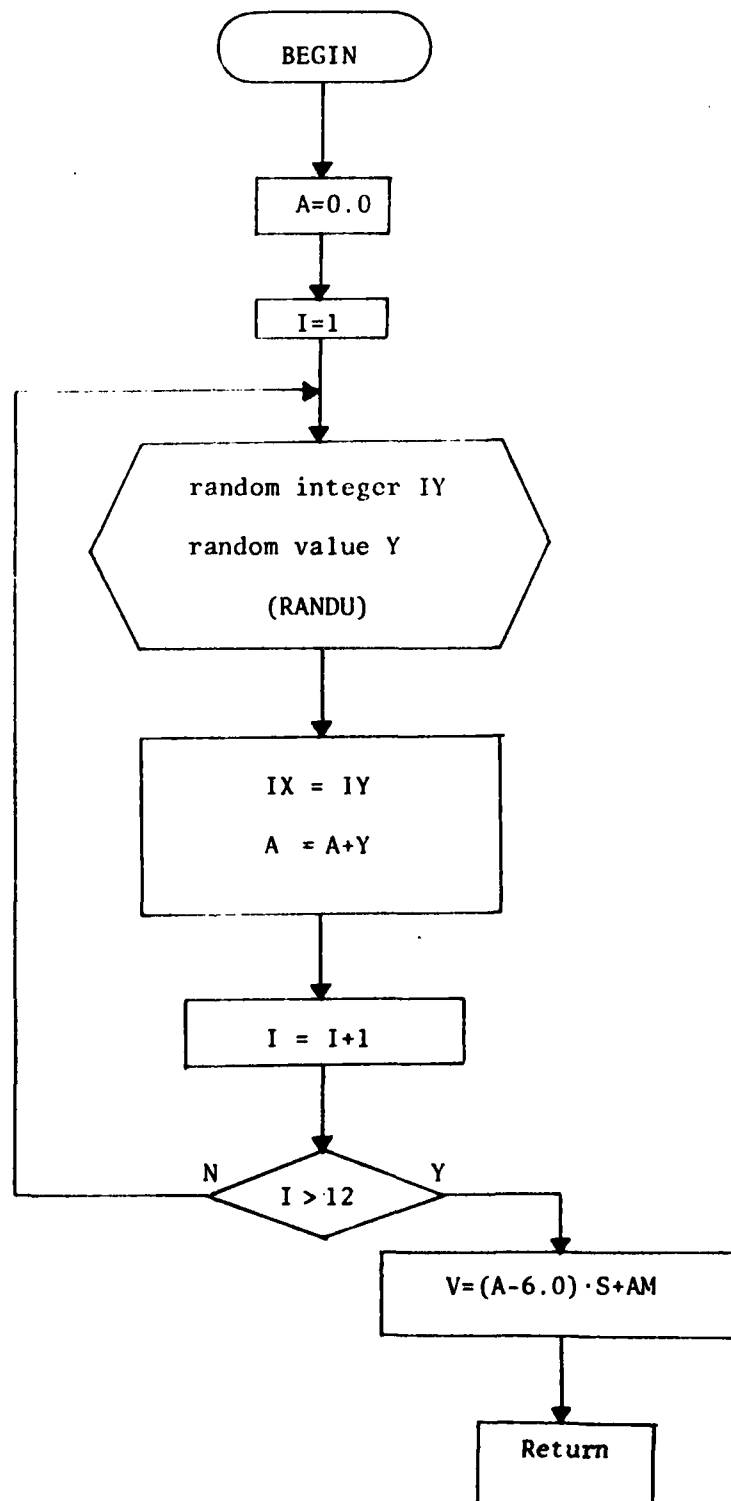 BEGIN
A=0.0
I=1
random integer IY
random value Y
(RANDU)
IX = IY
A = A+Y
I = I+1
N
Y
I > 12
V=(A-6.0)·S+AM
Return